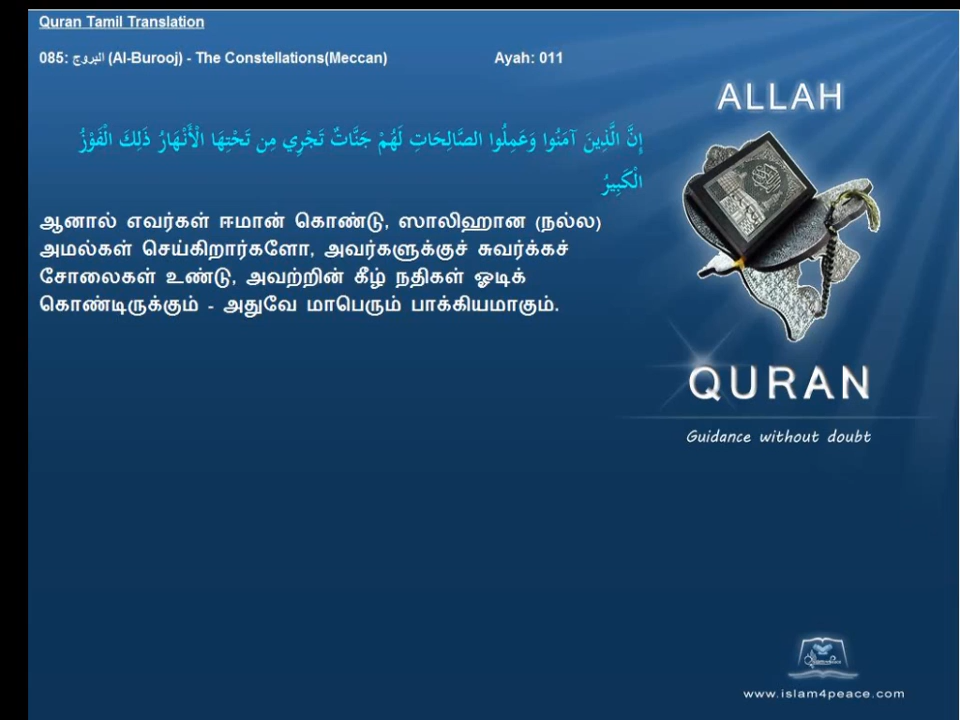 Quran Tamil Translation
085: البروج (Al-Burooj) - The Constellations(Meccan) Ayah: 011
ALLAH
إِنَّ الَّذِينَ آمَنُوا وَعَمِلُوا الصَّالِحَاتِ لَهُمْ جَنَّاتٌ تَجْرِي مِن تَحْتِهَا الْأَنْهَارُ ذَلِكَ الْفَوْزُ
الْكَبِيرُ
ஆனால் எவர்கள் ஈமான் கொண்டு, ஸாலிஹான (நல்ல)
அமல்கள் செய்கிறார்களோ, அவர்களுக்குச் சுவர்க்கச்
சோலைகள் உண்டு, அவற்றின் கீழ் நதிகள் ஓடிக்
கொண்டிருக்கும் - அதுவே மாபெரும் பாக்கியமாகும்.
QURAN
Guidance without doubt
www.islam4peace.com